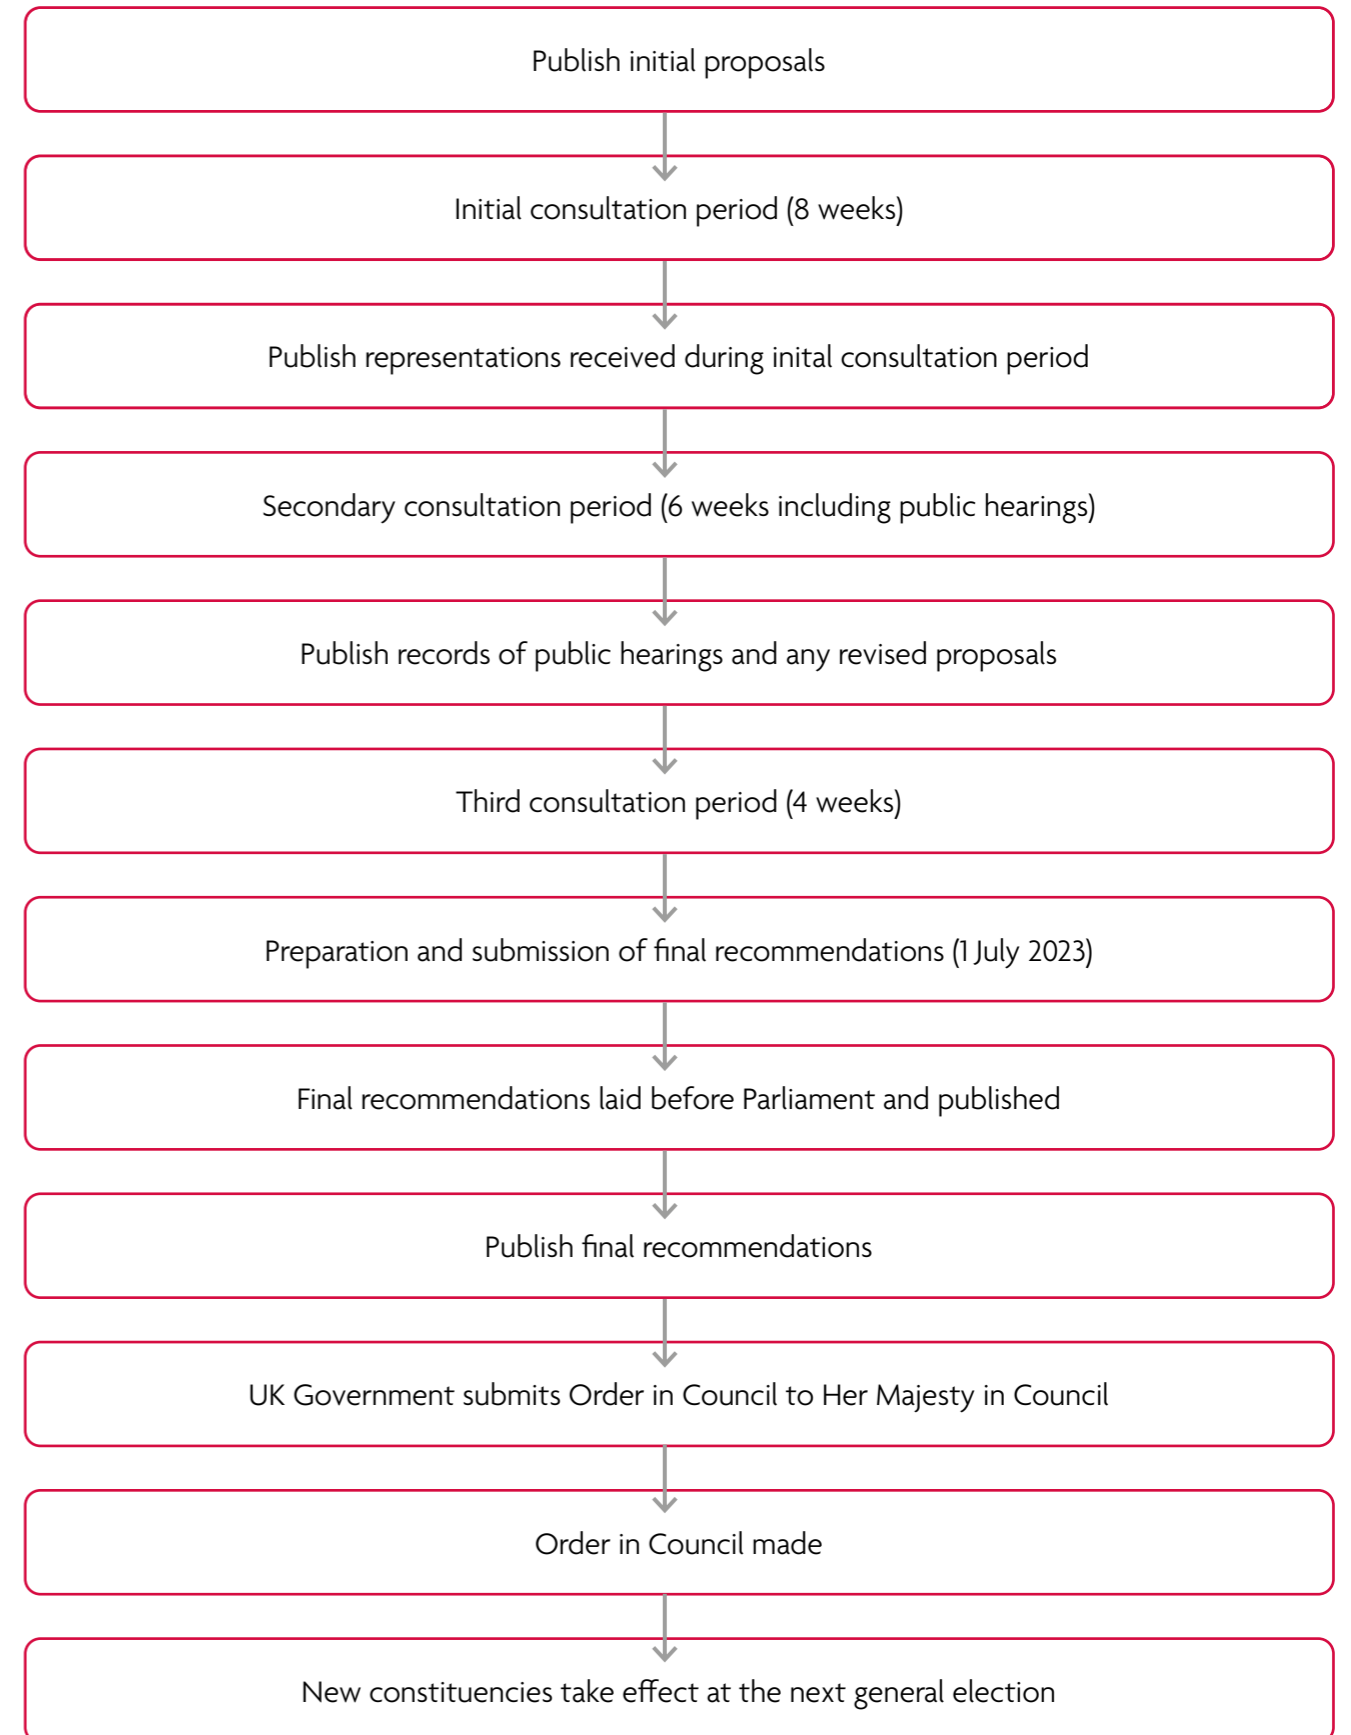 Publish initial proposals
Initial consultation period (8 weeks)
Publish representations received during inital consultation period
Secondary consultation period (6 weeks including public hearings)
Publish records of public hearings and any revised proposals
Third consultation period (4 weeks)
Preparation and submission of final recommendations (1 July 2023)
Final recommendations laid before Parliament and published
Publish final recommendations
UK Government submits Order in Council to Her Majesty in Council
Order in Council made
New constituencies take effect at the next general election